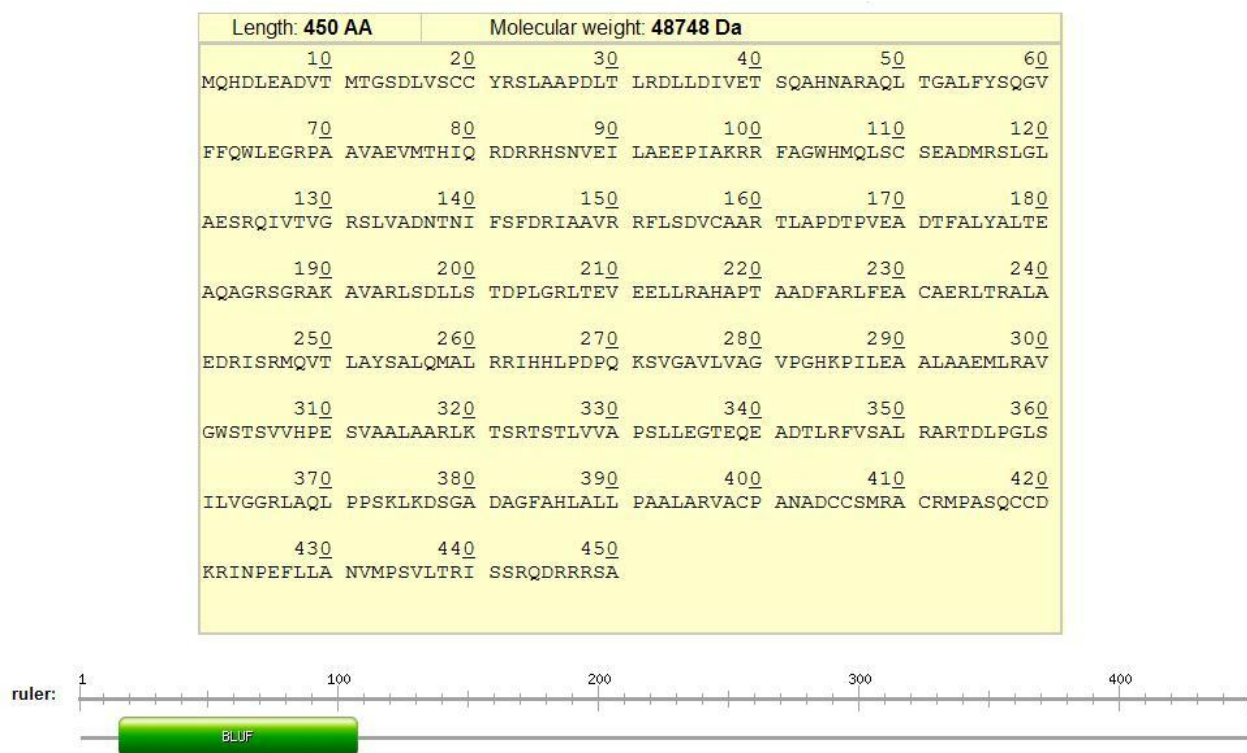 Length: 450 AA Molecular weight: 48748 Da
10 20 30 40 50 60
MQHDLEADVT MTGSDLVSCC YRSLAAPDLT LRDLLDIVET SQAHNARAQL TGALFYSQGV
70 80 90 100 110 120
FFQWLEGRPA AVAEVMTHIQ RDRRHSNVEI LAEEPIAKRR FAGWHMQLSC SEADMRSLGL
130 140 150 160 170 180
AESRQIVTVG RSLVADNTNI FSFDRIAAVR RFLSDVCAAR TLAPDTPVEA DTFALYALTE
190 200 210 220 230 240
AQAGRSGRAK AVARLSDLLS TDPLGRLTEV EELLRAHAPT AADFARLFEA CAERLTRALA
250 260 270 280 290 300
EDRISRMQVT LAYSALQMAL RRIHHLPDPQ KSVGAVLVAG VPGHKPILEA ALAAEMLRAV
310 320 330 340 350 360
GWSTSVVHPE SVAALAARLK TSRTSTLVVA PSLLEGTEQE ADTLRFVSAL RARTDLPGLS
370 380 390 400 410 420
ILVGGRLAQL PPSKLKDSGA DAGFAHLALL PAALARVACP ANADCCSMRA CRMPASQCCD
430 440 450
KRINPEFLLA NVMPSVLTRI SSRQDRRRSA
ruler: 1 100 200 300 400
BLUF